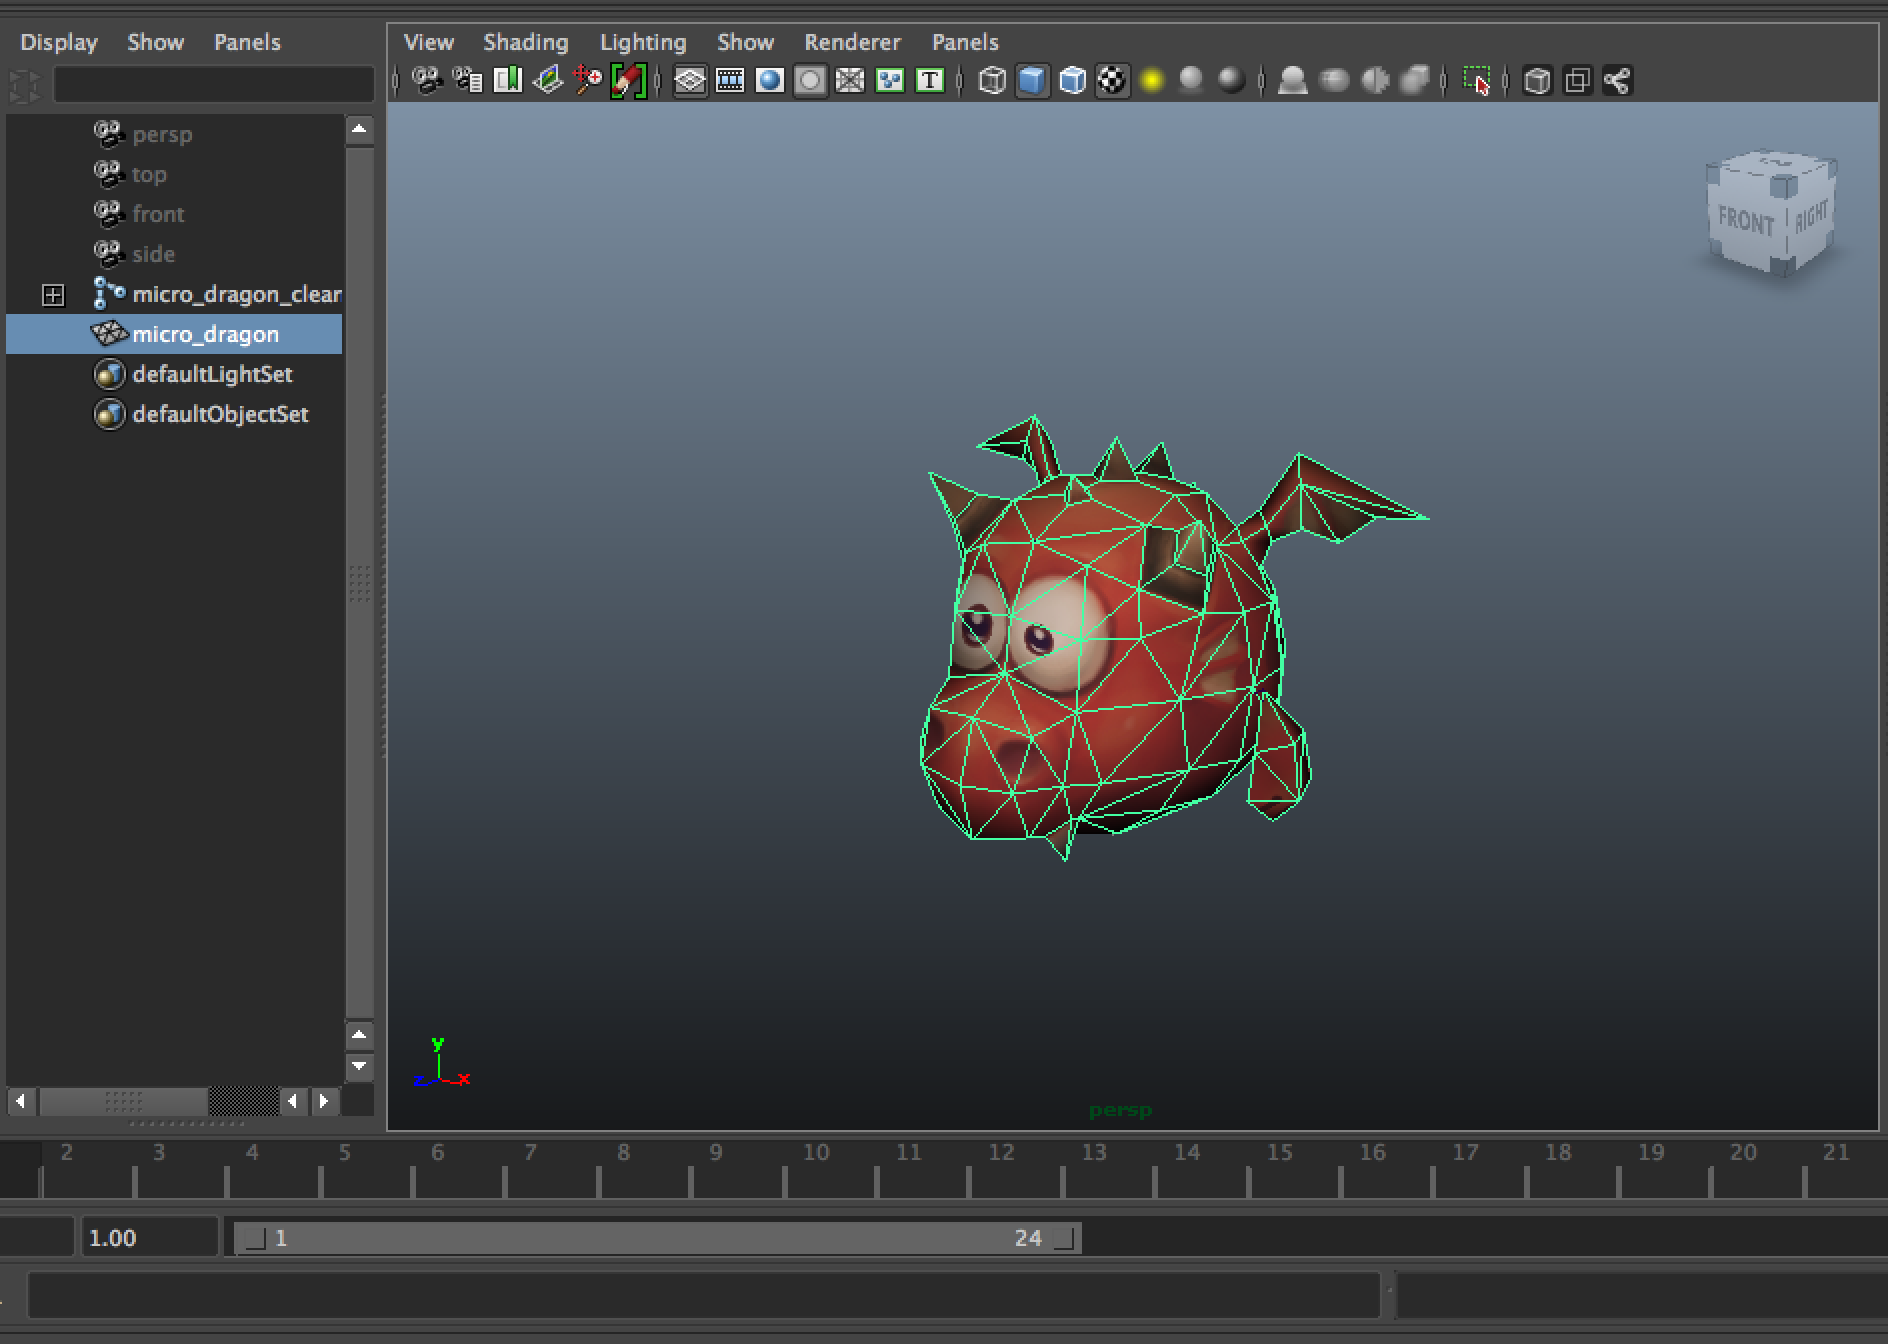 Display Show Panels
View Shading Lighting Show Renderer Panels
T
persp
top
front
side
micro_dragon_clear
micro_dragon
defaultLightSet
defaultObjectSet
FRONT RIGHT
y
z x
persp
2 3 4 5 6 7 8 9 10 11 12 13 14 15 16 17 18 19 20 21
1.00 1 24